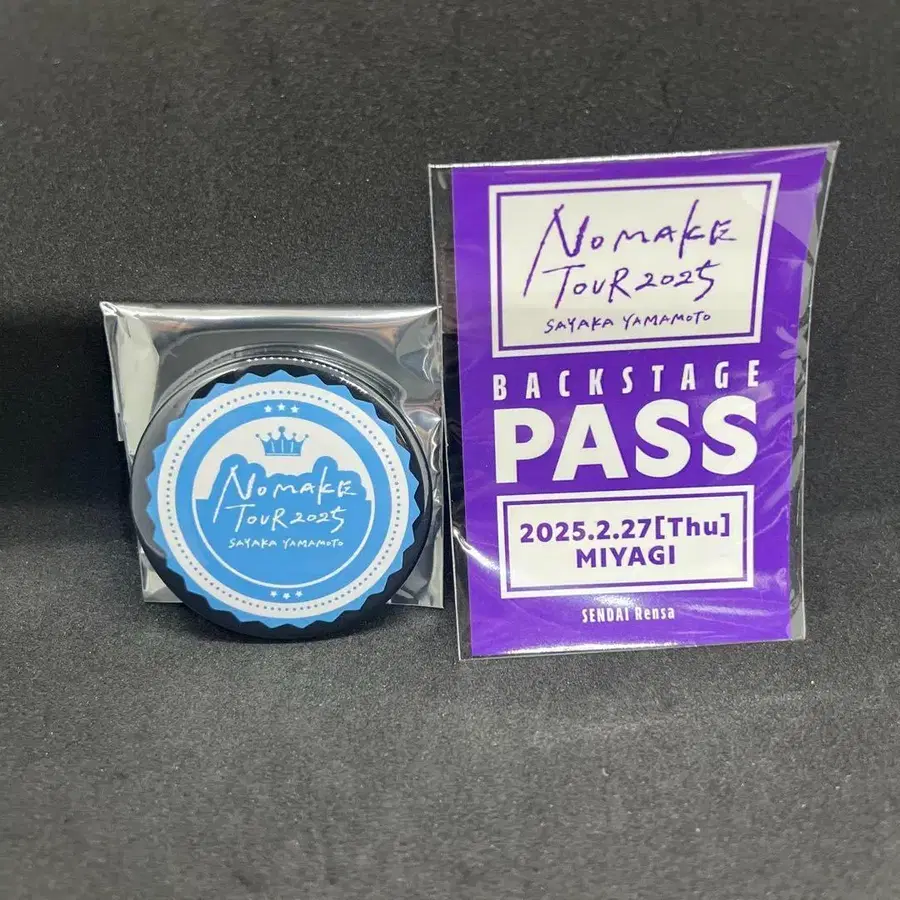 NOMAKE
TOUR 2025
SAYAKA YAMAMOTO
NOMAKE
TOUR 2025
SAYAKA YAMAMOTO
BACKSTAGE
PASS
2025.2.27[Thu]
MIYAGI
SENDAI Rensa